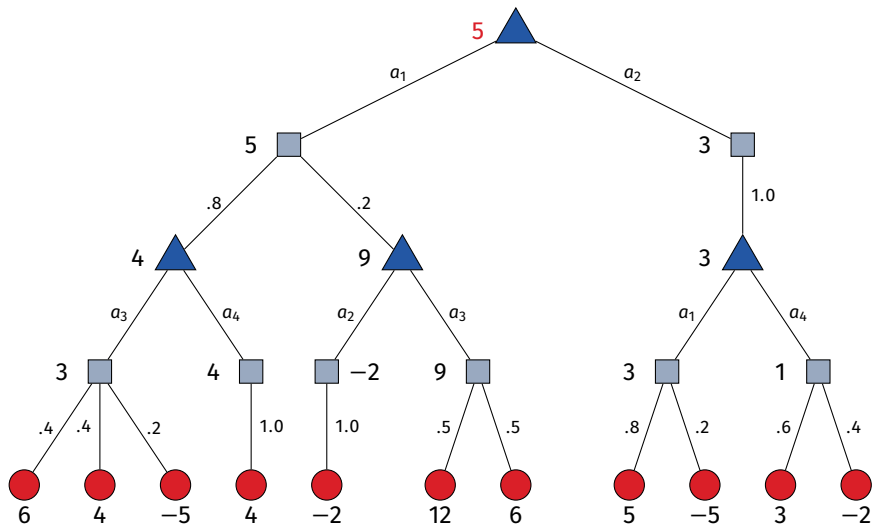 5
a₁ a₂
5 3
.8 .2 1.0
4 9 3
a₃ a₄ a₂ a₃ a₁ a₄
3 4 −2 9 3 1
.4 .4 .2 1.0 1.0 .5 .5 .8 .2 .6 .4
6 4 −5 4 −2 12 6 5 −5 3 −2